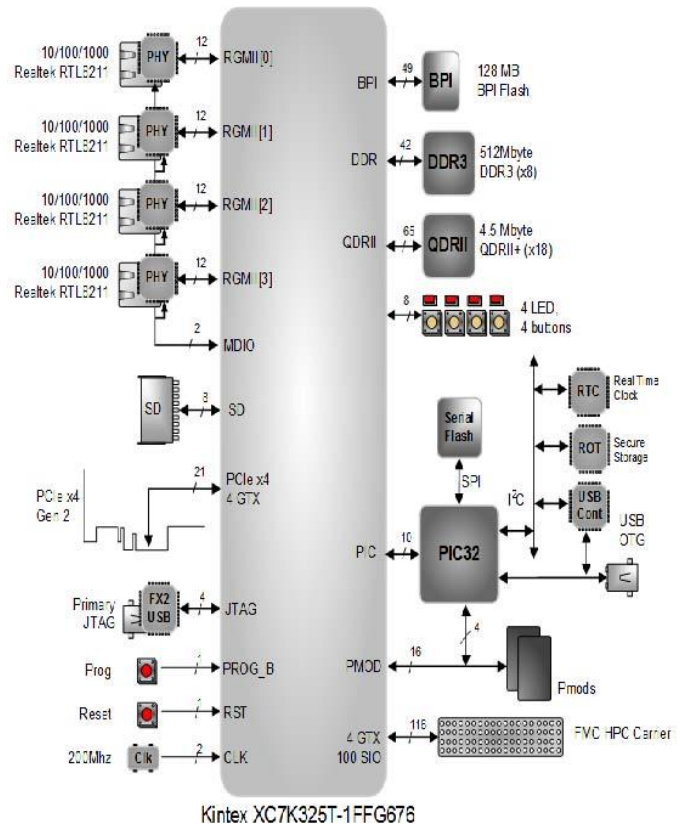 10/100/1000
Realtek RTL8211
PHY
12
RGMII[0]
10/100/1000
Realtek RTL8211
PHY
12
RGMII[1]
10/100/1000
Realtek RTL8211
PHY
12
RGMII[2]
10/100/1000
Realtek RTL8211
PHY
12
RGMII[3]
2
MDIO
SD
8
SD
PCIe x4
Gen 2
21
PCIe x4
4 GTX
Primary
JTAG
FX2
USB
4
JTAG
Prog
1
PROG_B
Reset
1
RST
200Mhz
Clk
2
CLK
BPI
49
BPI
128 MB
BPI Flash
DDR
42
DDR3
512Mbyte
DDR3 (x8)
QDRII
65
QDRII
4.5 Mbyte
QDRII+ (x18)
8
4 LED,
4 buttons
Serial
Flash
SPI
I²C
RTC
Real Time
Clock
ROT
Secure
Storage
USB
Cont
USB
OTG
PIC
10
PIC32
4
PMOD
16
Pmods
4 GTX
100 SIO
116
FMC HPC Carrier
Kintex XC7K325T-1FFG676